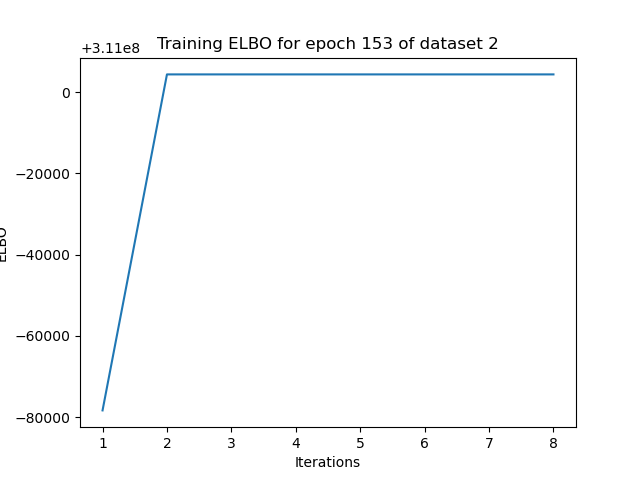 Training ELBO for epoch 153 of dataset 2
+3.11e8
0
−20000
−40000
−60000
−80000
ELBO
1 2 3 4 5 6 7 8
Iterations